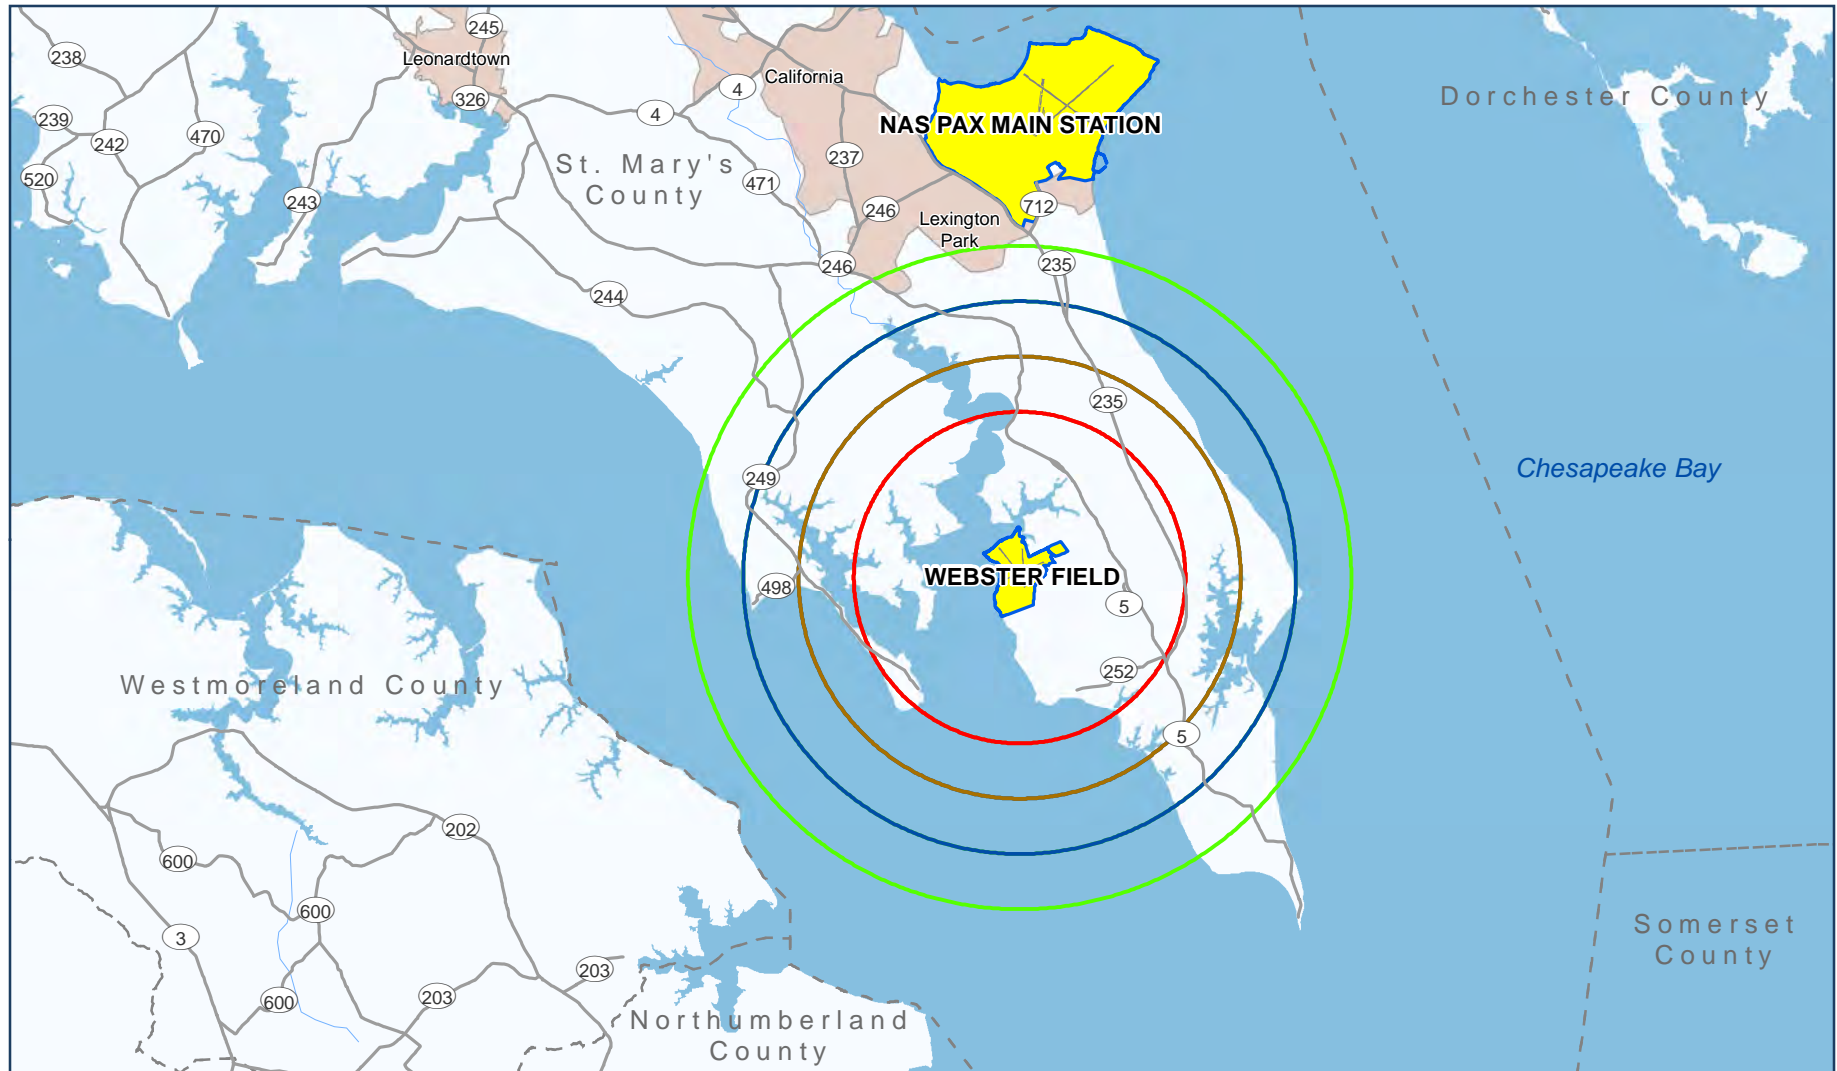 245
238
Leonardtown
California
4
Dorchester County
326
4
239
NAS PAX MAIN STATION
470
242
237
St. Mary's
County
520
471
243
712
246
Lexington
Park
246
235
244
235
Chesapeake Bay
249
WEBSTER FIELD
498
5
252
Westmoreland County
5
202
600
600
Somerset
County
3
203
203
600
Northumberland
County